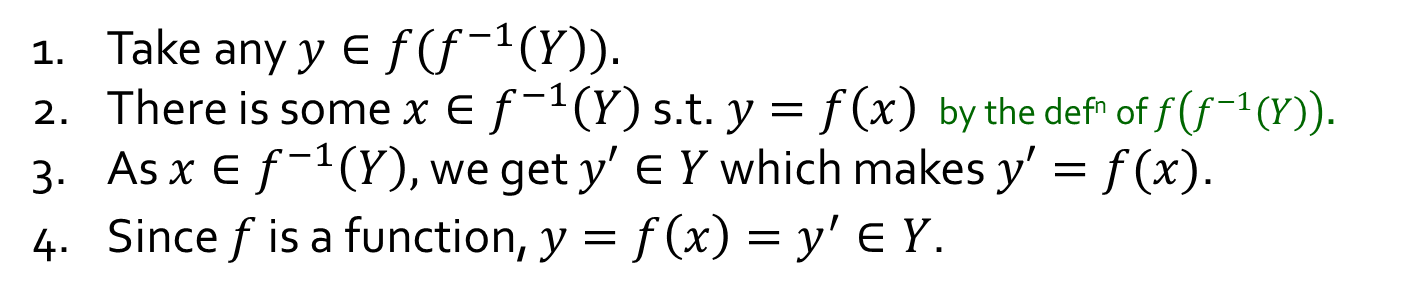 1. Take any 𝑦 ∈ 𝑓(𝑓⁻¹(𝑌)).
2. There is some 𝑥 ∈ 𝑓⁻¹(𝑌) s.t. 𝑦 = 𝑓(𝑥) by the defⁿ of 𝑓(𝑓⁻¹(𝑌)).
3. As 𝑥 ∈ 𝑓⁻¹(𝑌), we get 𝑦′ ∈ 𝑌 which makes 𝑦′ = 𝑓(𝑥).
4. Since 𝑓 is a function, 𝑦 = 𝑓(𝑥) = 𝑦′ ∈ 𝑌.